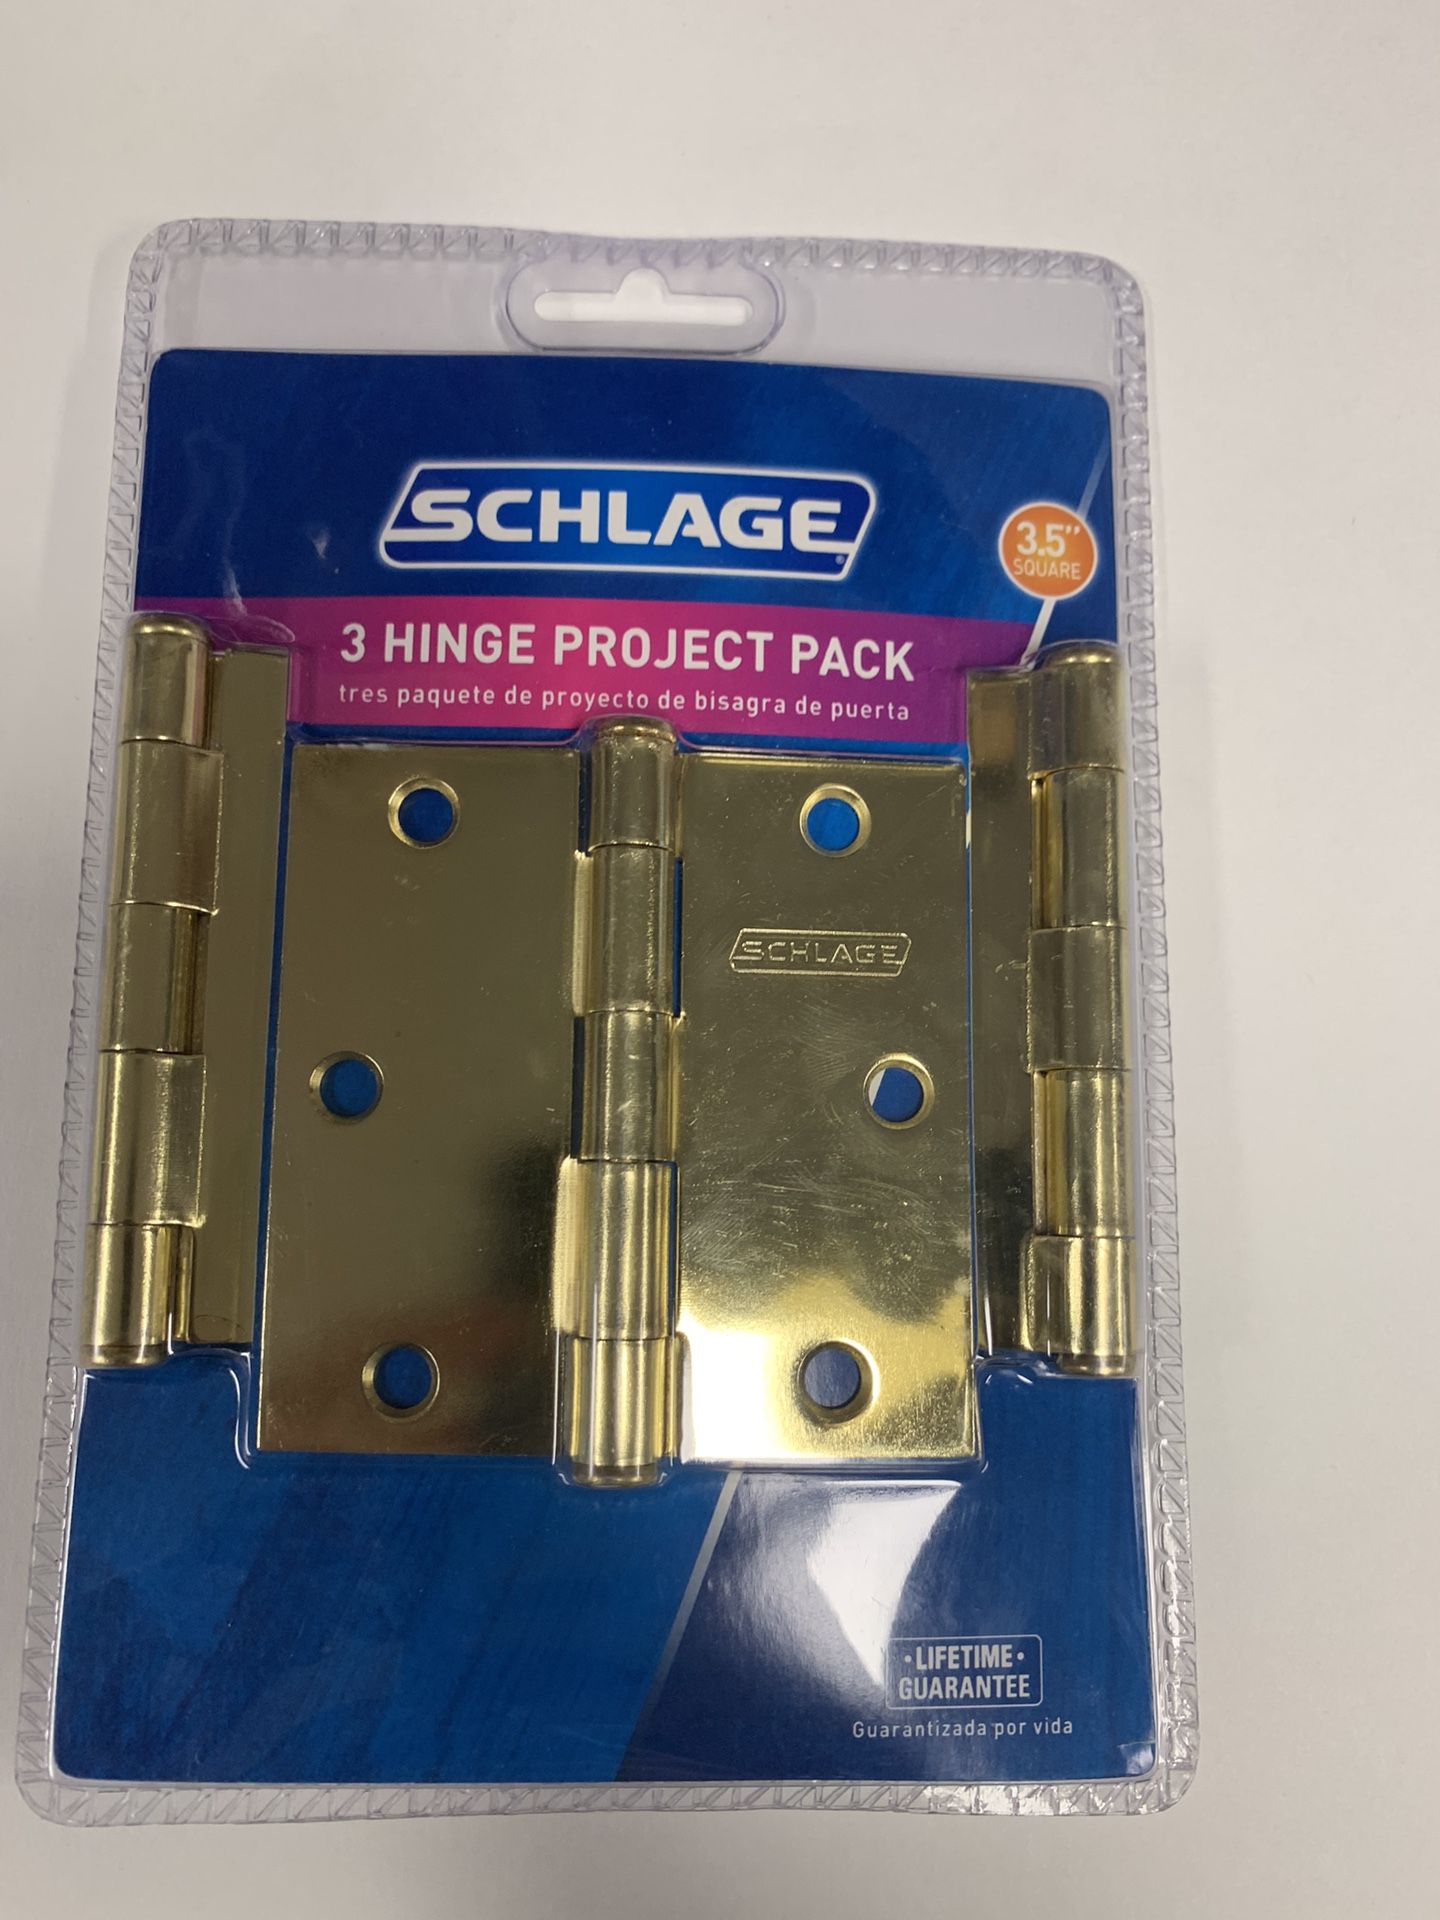 SCHLAGE®
3.5"
SQUARE
3 HINGE PROJECT PACK
tres paquete de proyecto de bisagra de puerta
SCHLAGE
·LIFETIME·
GUARANTEE
Guarantizada por vida